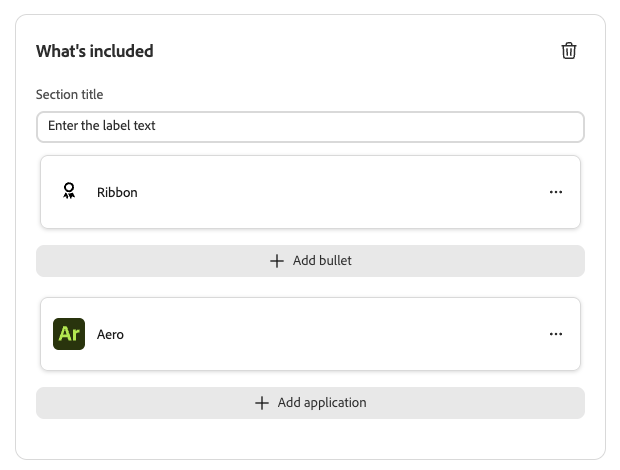 What's included
Section title
Enter the label text
Ribbon
Add bullet
Ar Aero
Add application